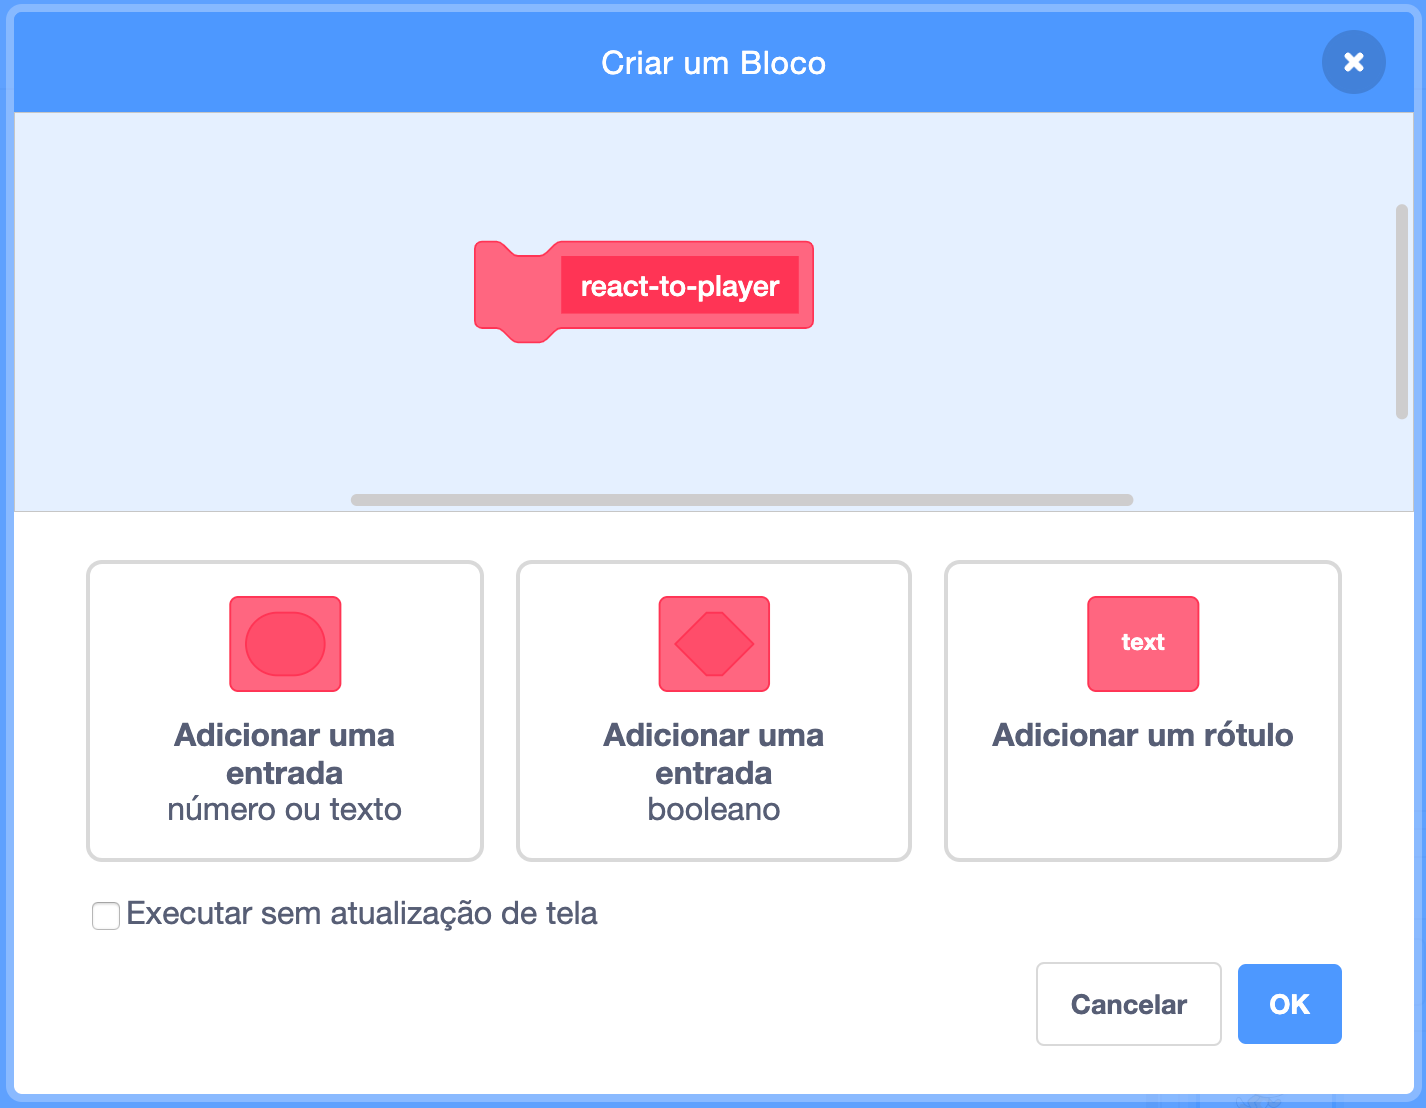 Criar um Bloco
react-to-player
Adicionar uma
entrada
número ou texto
Adicionar uma
entrada
booleano
text
Adicionar um rótulo
Executar sem atualização de tela
Cancelar
OK